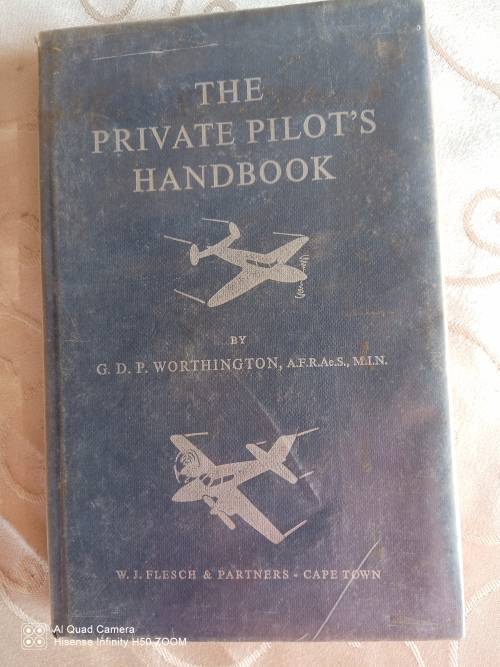 THE
PRIVATE PILOT'S
HANDBOOK
BY
G. D. P. WORTHINGTON, A.F.R.Ae.S., M.I.N.
W. J. FLESCH & PARTNERS - CAPE TOWN
AI Quad Camera
Hisense Infinity H50 ZOOM